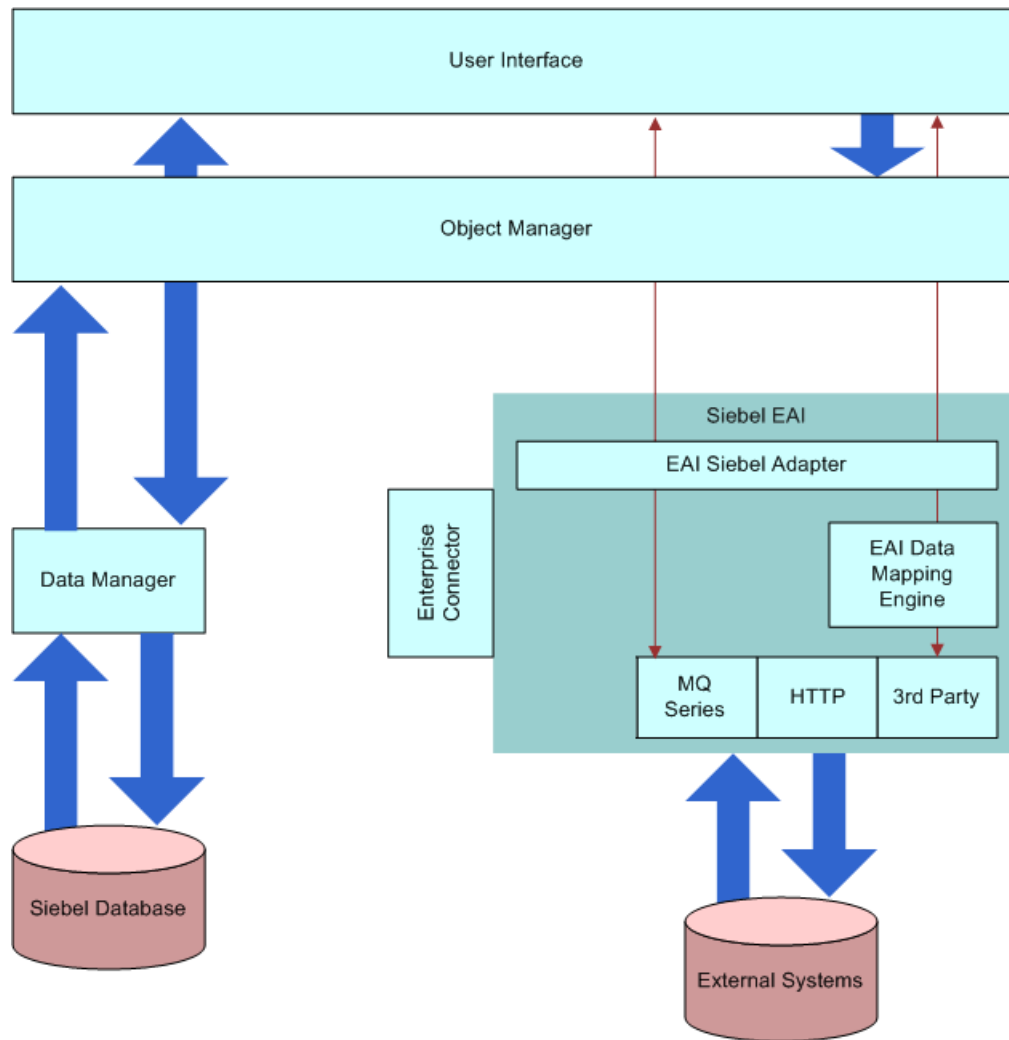 User Interface
Object Manager
Siebel EAI
EAI Siebel Adapter
Enterprise
Connector
EAI Data
Mapping
Engine
Data Manager
MQ
Series
HTTP
3rd Party
Siebel Database
External Systems